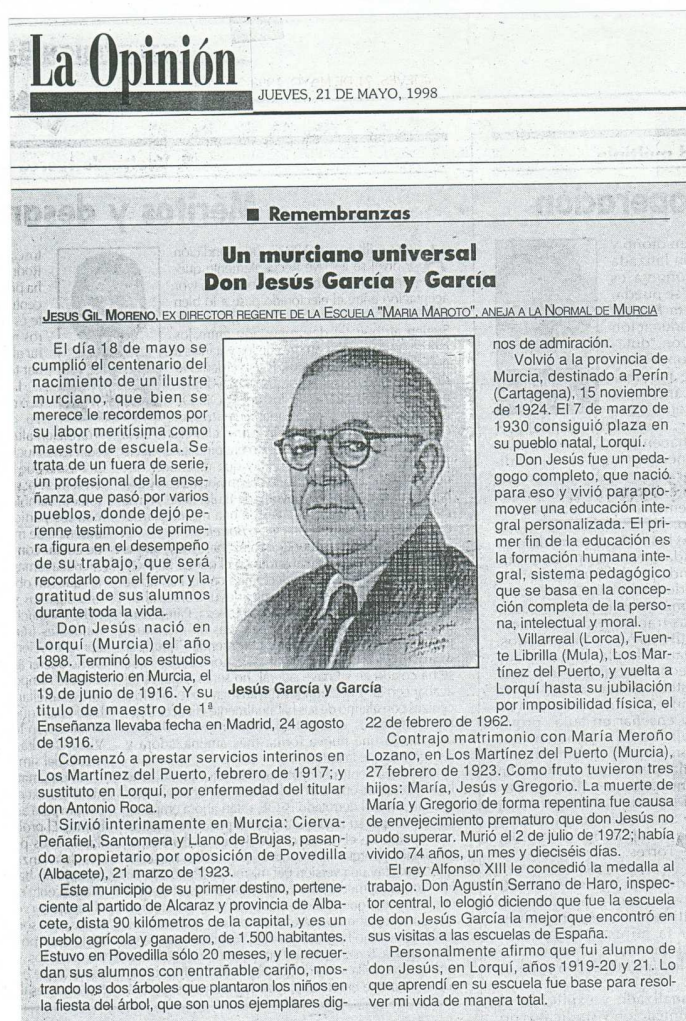 La Opinión
JUEVES, 21 DE MAYO, 1998
■ Remembranzas
Un murciano universal
Don Jesús García y García
JESUS GIL MORENO, EX DIRECTOR REGENTE DE LA ESCUELA "MARIA MAROTO", ANEJA A LA NORMAL DE MURCIA
El día 18 de mayo se
cumplió el centenario del
nacimiento de un ilustre
murciano, que bien se
merece le recordemos por
su labor meritísima como
maestro de escuela. Se
trata de un fuera de serie,
un profesional de la ense-
ñanza que pasó por varios
pueblos, donde dejó pe-
renne testimonio de prime-
ra figura en el desempeño
de su trabajo, que será
recordarlo con el fervor y la
gratitud de sus alumnos
durante toda la vida.
Don Jesús nació en
Lorquí (Murcia) el año
1898. Terminó los estudios
de Magisterio en Murcia, el
19 de junio de 1916. Y su
titulo de maestro de 1ª
Enseñanza llevaba fecha en Madrid, 24 agosto
de 1916.
Comenzó a prestar servicios interinos en
Los Martínez del Puerto, febrero de 1917; y
sustituto en Lorquí, por enfermedad del titular
don Antonio Roca.
Sirvió interinamente en Murcia: Cierva-
Peñafiel, Santomera y Llano de Brujas, pasan-
do a propietario por oposición de Povedilla
(Albacete), 21 marzo de 1923.
Este municipio de su primer destino, pertene-
ciente al partido de Alcaraz y provincia de Alba-
cete, dista 90 kilómetros de la capital, y es un
pueblo agrícola y ganadero, de 1.500 habitantes.
Estuvo en Povedilla sólo 20 meses, y le recuer-
dan sus alumnos con entrañable cariño, mos-
trando los dos árboles que plantaron los niños en
la fiesta del árbol, que son unos ejemplares dig-
Jesús García y García
nos de admiración.
Volvió a la provincia de
Murcia, destinado a Perín
(Cartagena), 15 noviembre
de 1924. El 7 de marzo de
1930 consiguió plaza en
su pueblo natal, Lorquí.
Don Jesús fue un peda-
gogo completo, que nació
para eso y vivió para pro-
mover una educación inte-
gral personalizada. El pri-
mer fin de la educación es
la formación humana inte-
gral, sistema pedagógico
que se basa en la concep-
ción completa de la perso-
na, intelectual y moral.
Villarreal (Lorca), Fuen-
te Librilla (Mula), Los Mar-
tínez del Puerto, y vuelta a
Lorquí hasta su jubilación
por imposibilidad física, el
22 de febrero de 1962.
Contrajo matrimonio con María Meroño
Lozano, en Los Martínez del Puerto (Murcia),
27 febrero de 1923. Como fruto tuvieron tres
hijos: María, Jesús y Gregorio. La muerte de
María y Gregorio de forma repentina fue causa
de envejecimiento prematuro que don Jesús no
pudo superar. Murió el 2 de julio de 1972; había
vivido 74 años, un mes y dieciséis días.
El rey Alfonso XIII le concedió la medalla al
trabajo. Don Agustín Serrano de Haro, inspec-
tor central, lo elogió diciendo que fue la escuela
de don Jesús García la mejor que encontró en
sus visitas a las escuelas de España.
Personalmente afirmo que fui alumno de
don Jesús, en Lorquí, años 1919-20 y 21. Lo
que aprendí en su escuela fue base para resol-
ver mi vida de manera total.